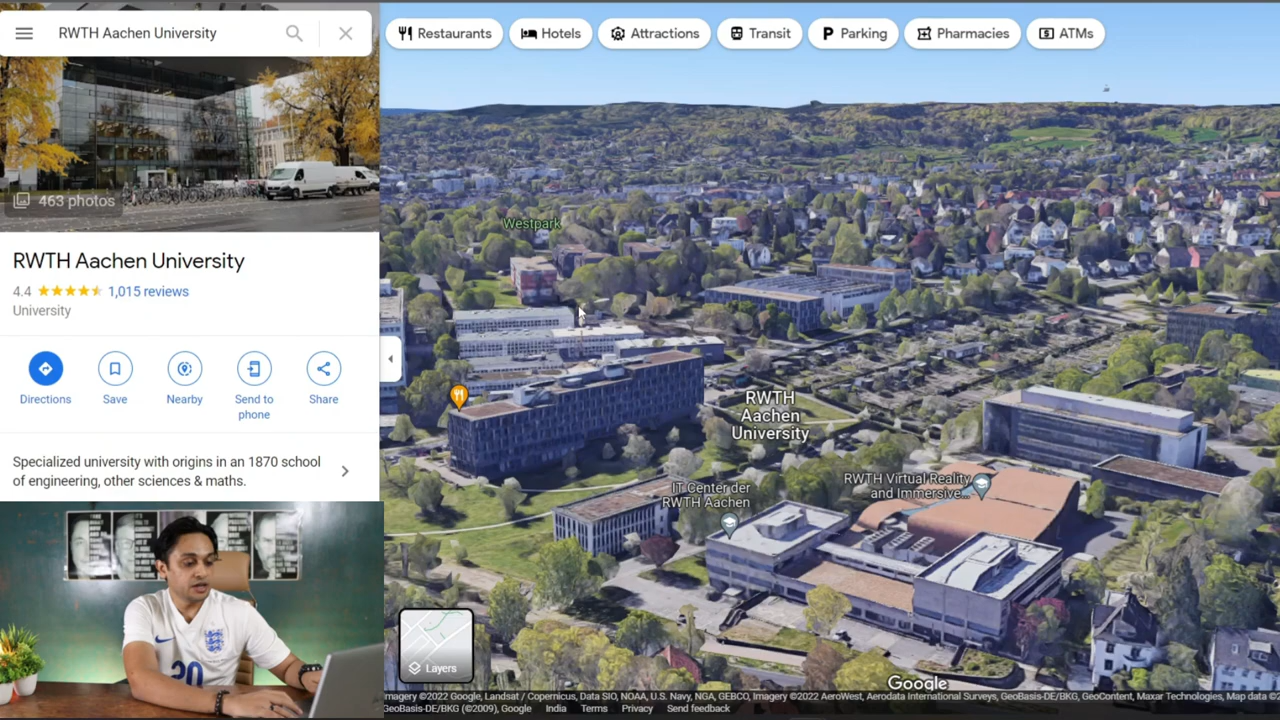 RWTH Aachen University
Restaurants
Hotels
Attractions
Transit
Parking
Pharmacies
ATMs
463 photos
RWTH Aachen University
4.4
1,015 reviews
University
Directions
Save
Nearby
Send to
phone
Share
Specialized university with origins in an 1870 school
of engineering, other sciences & maths.
Westpark
RWTH
Aachen
University
IT Center der
RWTH Aachen
RWTH Virtual Reality
and Immersive...
Layers
Google
20
Imagery ©2022 Google, Landsat / Copernicus, Data SIO, NOAA, U.S. Navy, NGA, GEBCO, Imagery ©2022 AeroWest, Aerodata International Surveys, GeoBasis-DE/BKG, GeoContent, Maxar Technologies, Map data ©2
GeoBasis-DE/BKG (©2009), Google India Terms Privacy Send feedback